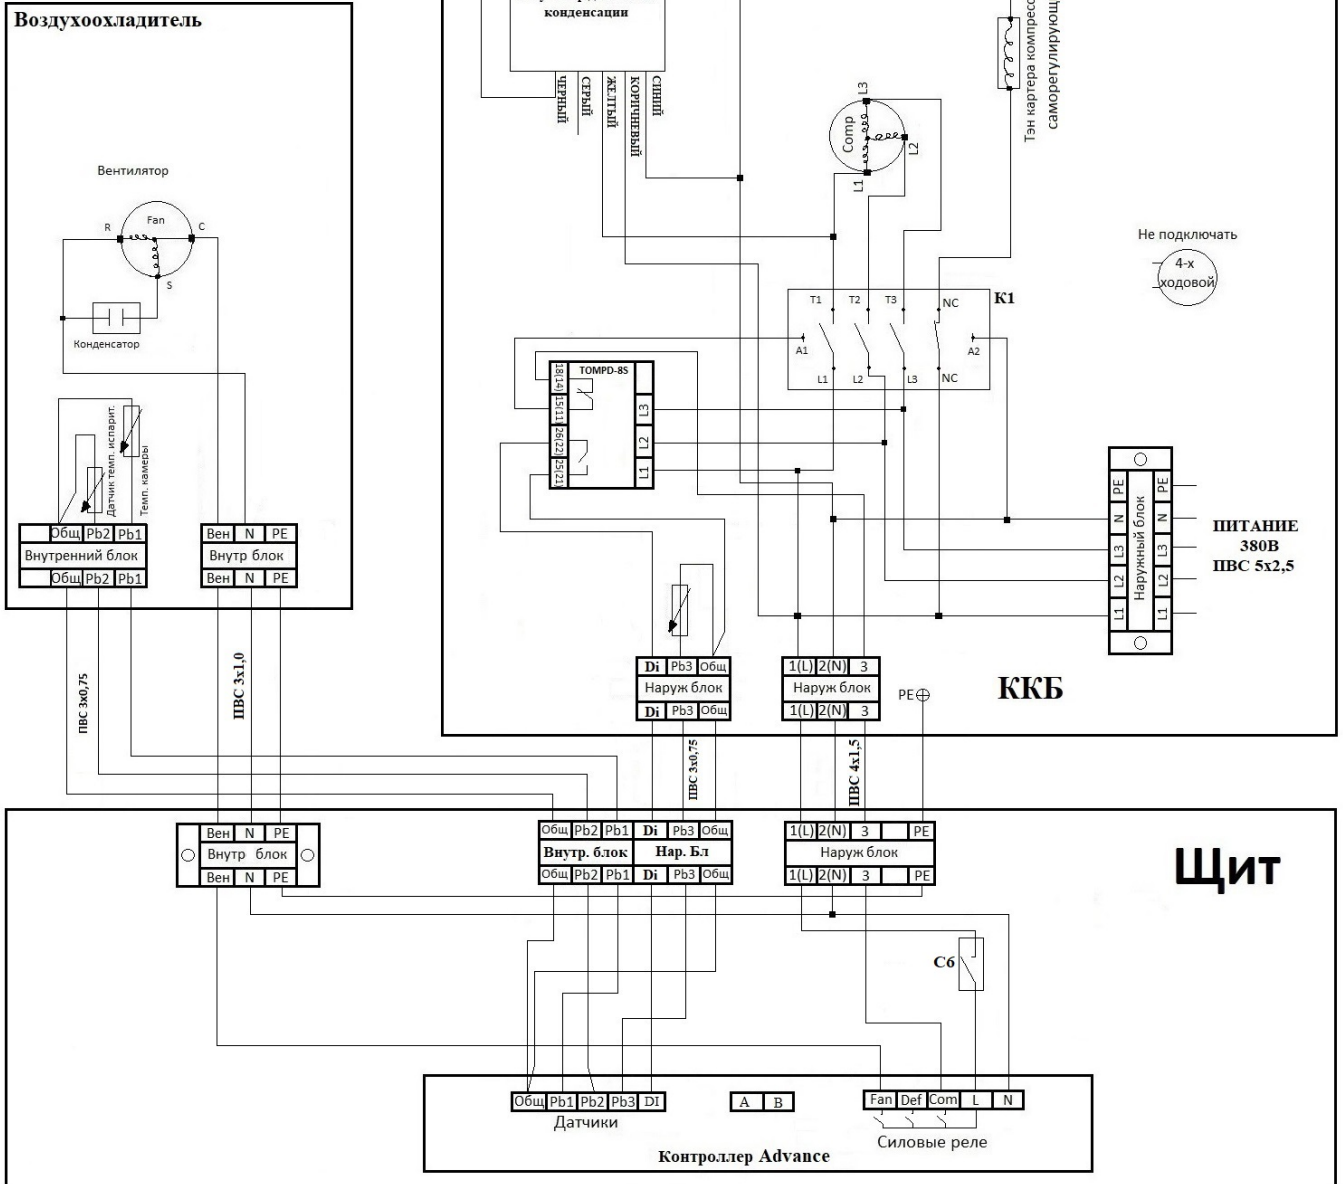 Воздухоохладитель
конденсации
ЧЕРНЫЙ
СЕРЫЙ
ЖЕЛТЫЙ
КОРИЧНЕВЫЙ
СИНИЙ
Comp
L3
L2
L1
Тэн картера компресс
саморегулирующ
Вентилятор
R
Fan
C
S
Конденсатор
Не подключать
4-х
ходовой
T1
T2
T3
NC
K1
A1
A2
L1
L2
L3
NC
18(14)
15(11)
26(22)
25(21)
TOMPD-8S
L3
L2
L1
Датчик темп. испарит.
Темп. камеры
Общ Pb2 Pb1
Внутренний блок
Общ Pb2 Pb1
Вен N PE
Внутр блок
Вен N PE
PE
N
L3
L2
L1
Наружный блок
PE
N
L3
L2
L1
ПИТАНИЕ
380В
ПВС 5х2,5
Di Pb3 Общ
Наруж блок
Di Pb3 Общ
1(L) 2(N) 3
Наруж блок
1(L) 2(N) 3
PE
ККБ
ПВС 3х0,75
ПВС 3х1,0
ПВС 3х0,75
ПВС 4х1,5
Вен N PE
Внутр блок
Вен N PE
Общ Pb2 Pb1 Di Pb3 Общ
Внутр. блок Нар. Бл
Общ Pb2 Pb1 Di Pb3 Общ
1(L) 2(N) 3 PE
Наруж блок
1(L) 2(N) 3 PE
Щит
С6
Общ Pb1 Pb2 Pb3 DI
Датчики
A B
Fan Def Com L N
Силовые реле
Контроллер Advance